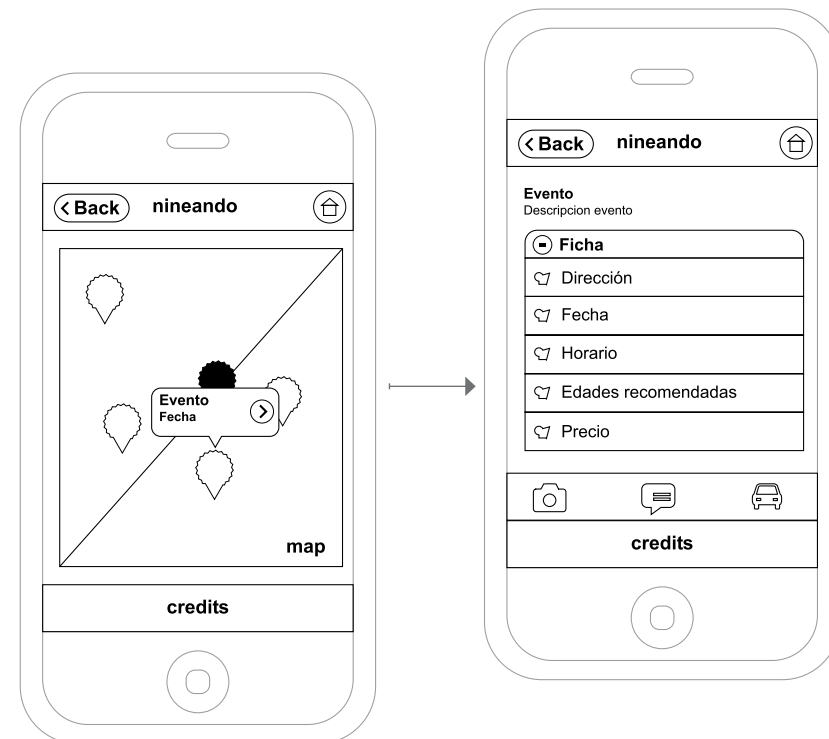 Back nineando
Evento
Fecha
map
credits
Back nineando
Evento
Descripcion evento
Ficha
Dirección
Fecha
Horario
Edades recomendadas
Precio
credits